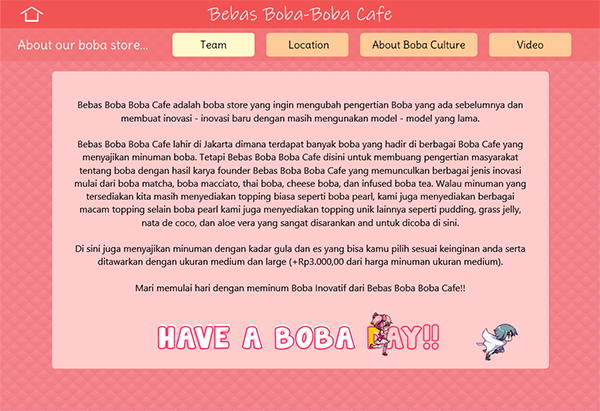 Bebas Boba-Boba Cafe
About our boba store...
Team
Location
About Boba Culture
Video
Bebas Boba Boba Cafe adalah boba store yang ingin mengubah pengertian Boba yang ada sebelumnya dan
membuat inovasi - inovasi baru dengan masih mengunakan model - model yang lama.
Bebas Boba Boba Cafe lahir di Jakarta dimana terdapat banyak boba yang hadir di berbagai Boba Cafe yang
menyajikan minuman boba. Tetapi Bebas Boba Boba Cafe disini untuk membuang pengertian masyarakat
tentang boba dengan hasil karya founder Bebas Boba Boba Cafe yang memunculkan berbagai jenis inovasi
mulai dari boba matcha, boba macciato, thai boba, cheese boba, dan infused boba tea. Walau minuman yang
tersediakan kita masih menyediakan topping biasa seperti boba pearl, kami juga menyediakan berbagai
macam topping selain boba pearl kami juga menyediakan topping unik lainnya seperti pudding, grass jelly,
nata de coco, dan aloe vera yang sangat disarankan and untuk dicoba di sini.
Di sini juga menyajikan minuman dengan kadar gula dan es yang bisa kamu pilih sesuai keinginan anda serta
ditawarkan dengan ukuran medium dan large (+Rp3.000,00 dari harga minuman ukuran medium).
Mari memulai hari dengan meminum Boba Inovatif dari Bebas Boba Boba Cafe!!
HAVE A BOBA DAY!!